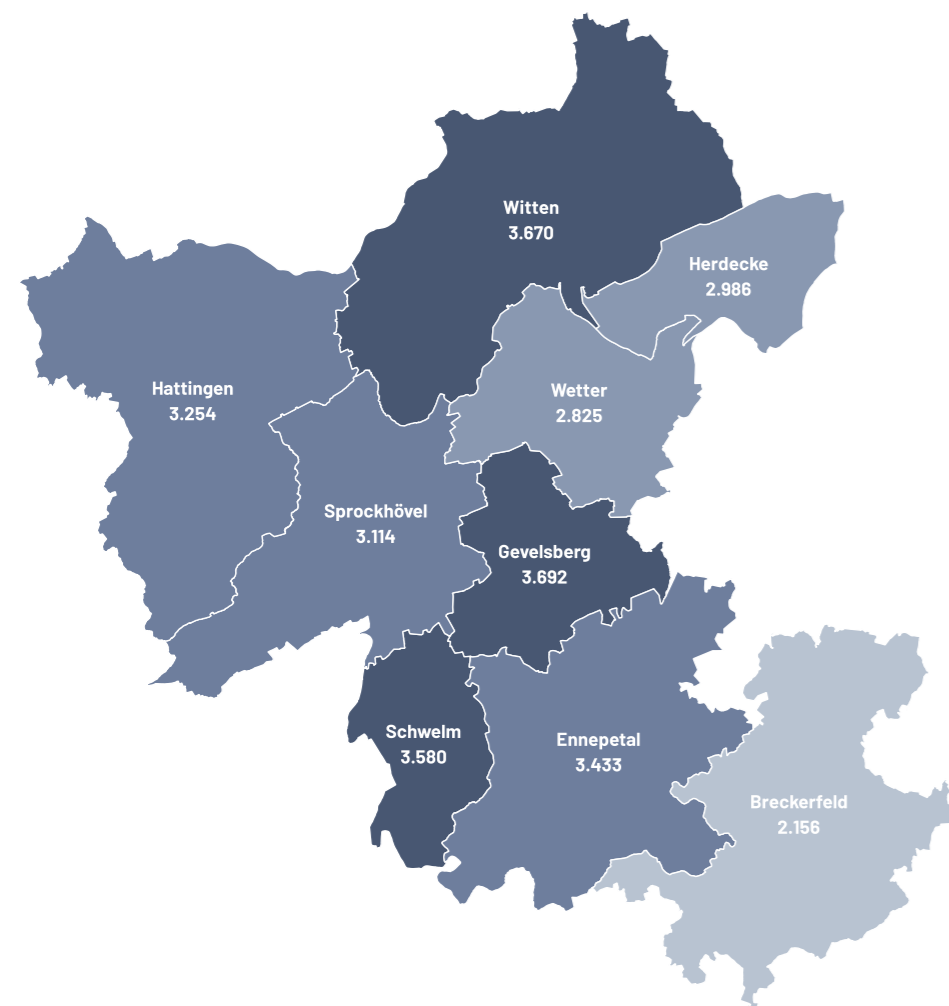 Witten
3.670
Herdecke
2.986
Hattingen
3.254
Wetter
2.825
Sprockhövel
3.114
Gevelsberg
3.692
Schwelm
3.580
Ennepetal
3.433
Breckerfeld
2.156